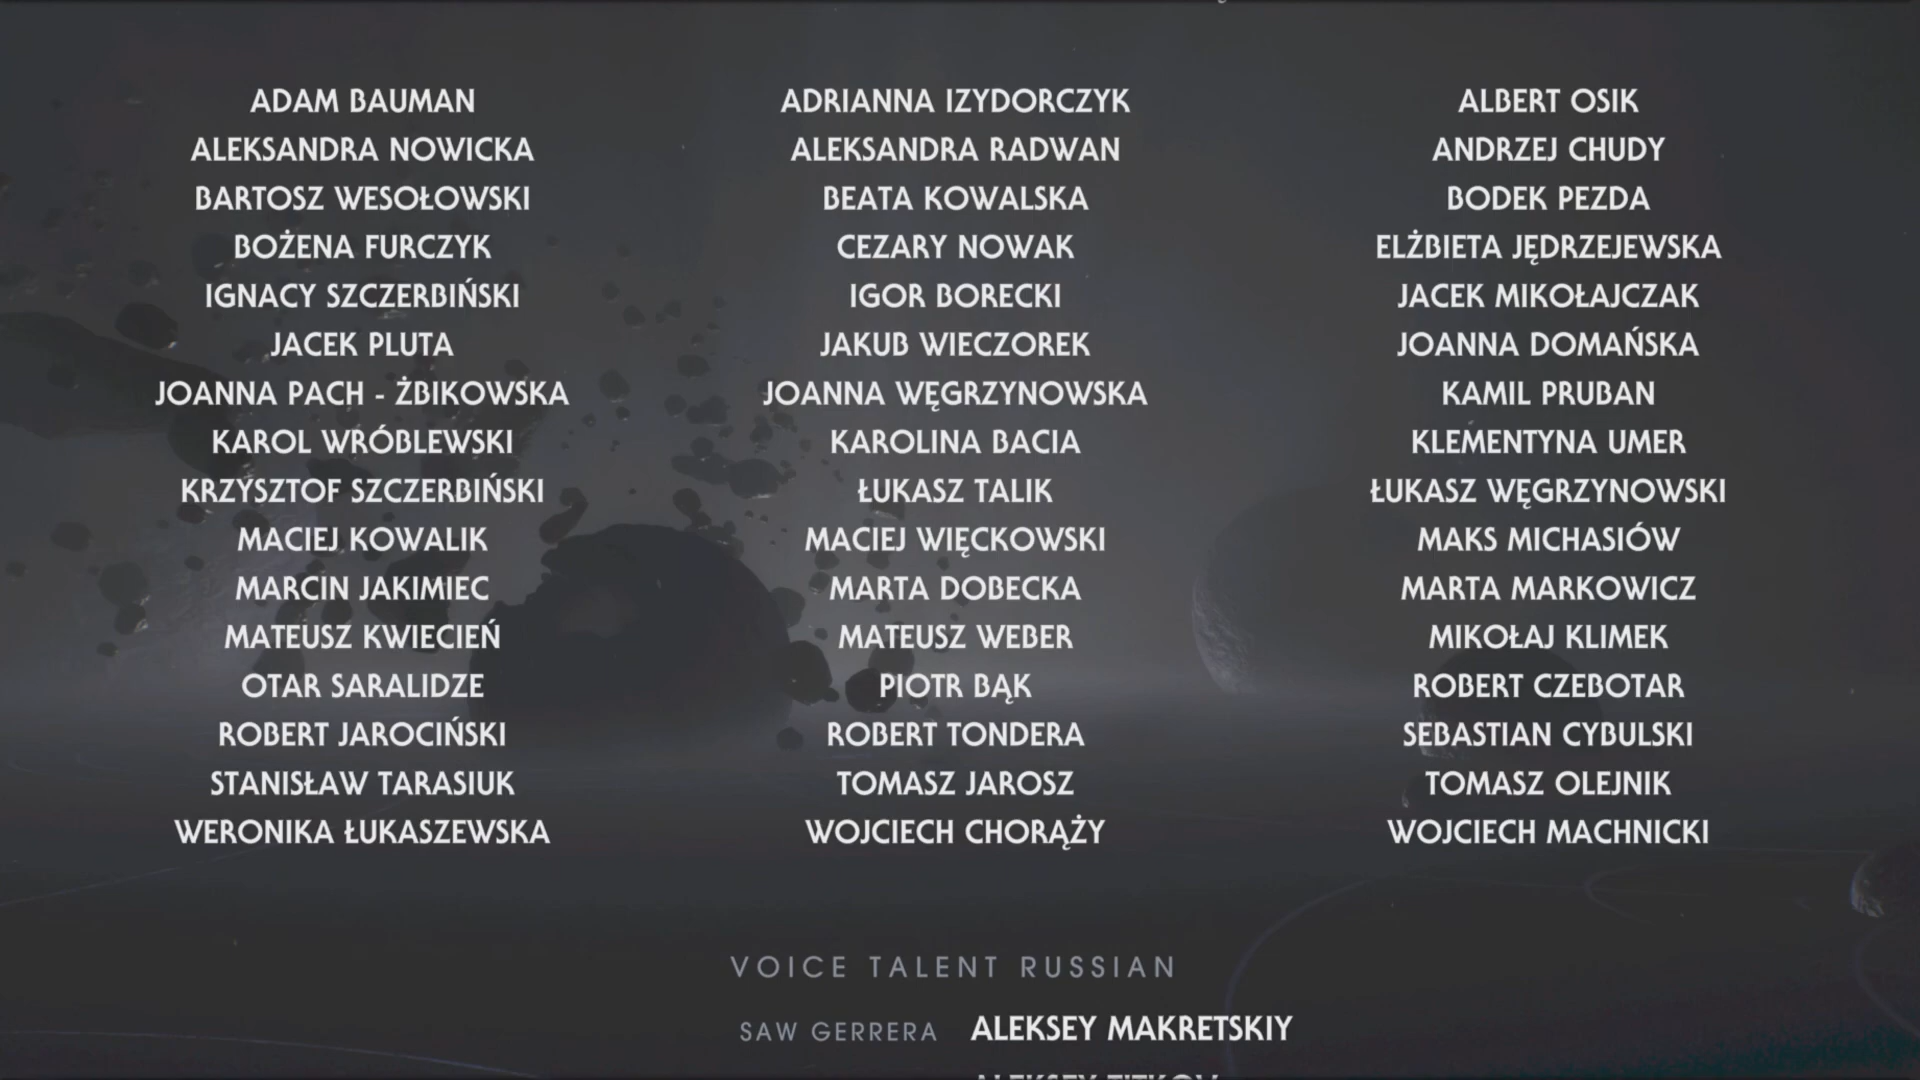 ADAM BAUMAN ADRIANNA IZYDORCZYK ALBERT OSIK
ALEKSANDRA NOWICKA ALEKSANDRA RADWAN ANDRZEJ CHUDY
BARTOSZ WESOŁOWSKI BEATA KOWALSKA BODEK PEZDA
BOŻENA FURCZYK CEZARY NOWAK ELŻBIETA JĘDRZEJEWSKA
IGNACY SZCZERBIŃSKI IGOR BORECKI JACEK MIKOŁAJCZAK
JACEK PLUTA JAKUB WIECZOREK JOANNA DOMAŃSKA
JOANNA PACH - ŻBIKOWSKA JOANNA WĘGRZYNOWSKA KAMIL PRUBAN
KAROL WRÓBLEWSKI KAROLINA BACIA KLEMENTYNA UMER
KRZYSZTOF SZCZERBIŃSKI ŁUKASZ TALIK ŁUKASZ WĘGRZYNOWSKI
MACIEJ KOWALIK MACIEJ WIĘCKOWSKI MAKS MICHASIÓW
MARCIN JAKIMIEC MARTA DOBECKA MARTA MARKOWICZ
MATEUSZ KWIECIEŃ MATEUSZ WEBER MIKOŁAJ KLIMEK
OTAR SARALIDZE PIOTR BĄK ROBERT CZEBOTAR
ROBERT JAROCIŃSKI ROBERT TONDERA SEBASTIAN CYBULSKI
STANISŁAW TARASIUK TOMASZ JAROSZ TOMASZ OLEJNIK
WERONIKA ŁUKASZEWSKA WOJCIECH CHORĄŻY WOJCIECH MACHNICKI
VOICE TALENT RUSSIAN
SAW GERRERA ALEKSEY MAKRETSKIY